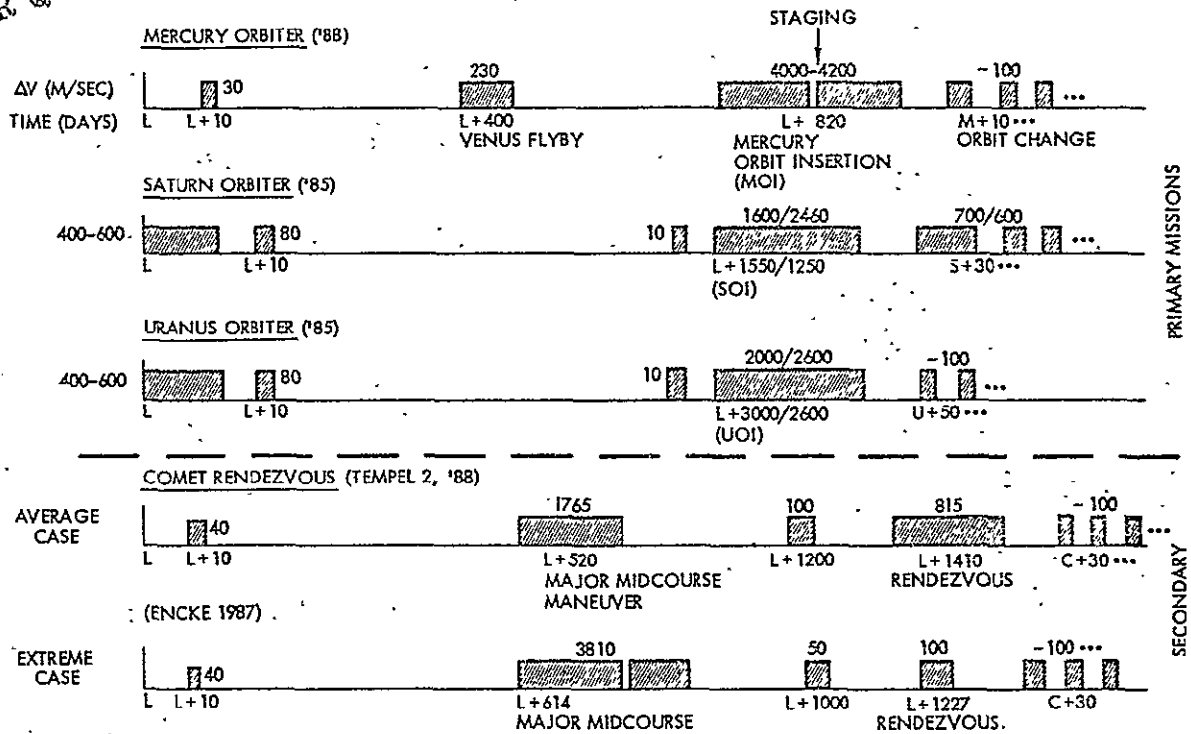 STAGING
MERCURY ORBITER ('88)
ΔV (M/SEC) 30 230 4000-4200 ~100
TIME (DAYS) L L+10 L+400 L+ 820 M+10•••
VENUS FLYBY MERCURY ORBIT CHANGE
ORBIT INSERTION
(MOI)
SATURN ORBITER ('85)
400-600 80 10 1600/2460 700/600 •••
L L+10 L+1550/1250 S+30•••
(SOI)
URANUS ORBITER ('85)
400-600 80 10 2000/2600 ~100 •••
L L+10 L+3000/2600 U+50•••
(UOI)
PRIMARY MISSIONS
COMET RENDEZVOUS (TEMPEL 2, '88)
AVERAGE 40 1765 100 815 ~100 •••
CASE
L L+10 L+520 L+1200 L+1410 C+30•••
MAJOR MIDCOURSE RENDEZVOUS
MANEUVER
(ENCKE 1987)
EXTREME 40 3810 50 100 ~100•••
CASE
L L+10 L+614 L+1000 L+1227 C+30
MAJOR MIDCOURSE RENDEZVOUS.
SECONDARY